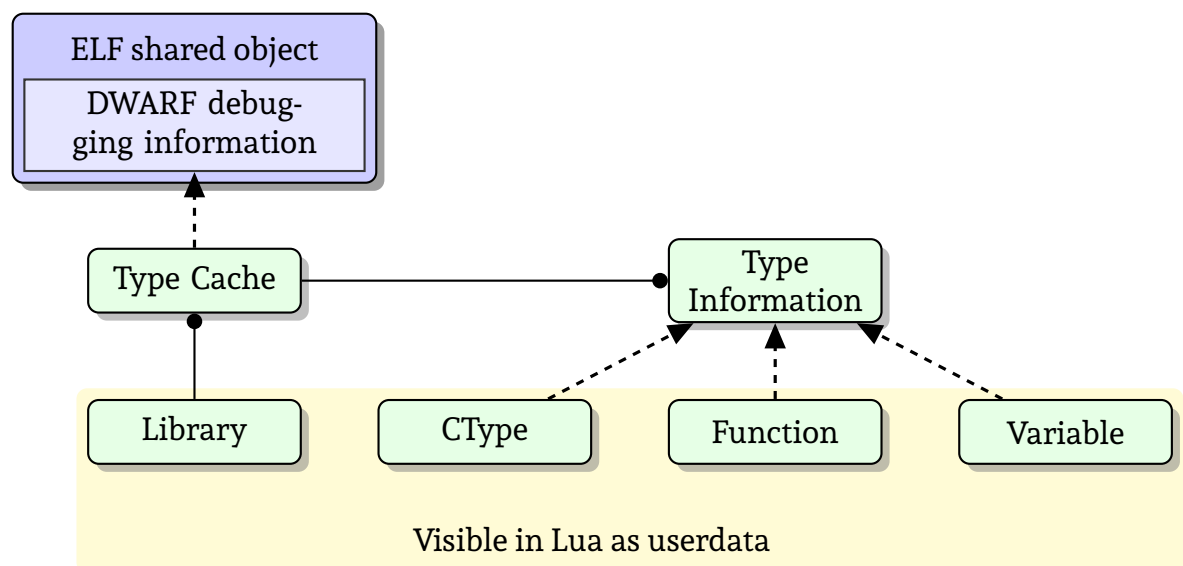 ELF shared object
DWARF debug-
ging information
Type Cache
Type
Information
Library
CType
Function
Variable
Visible in Lua as userdata